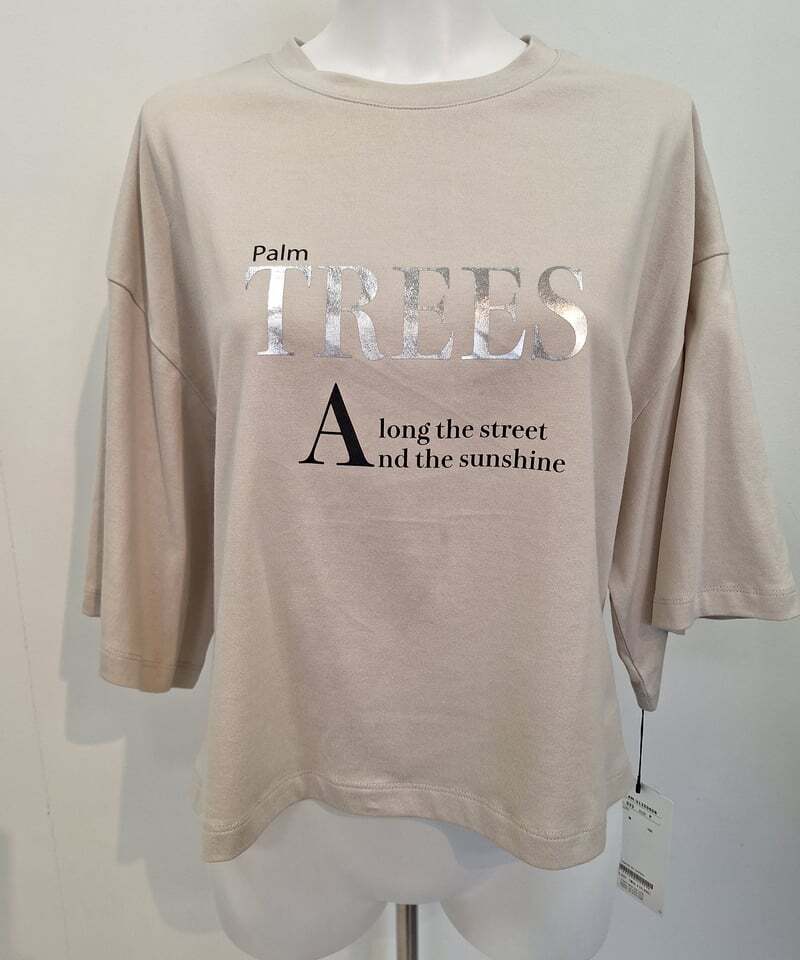 Palm
TREES
A long the street
nd the sunshine